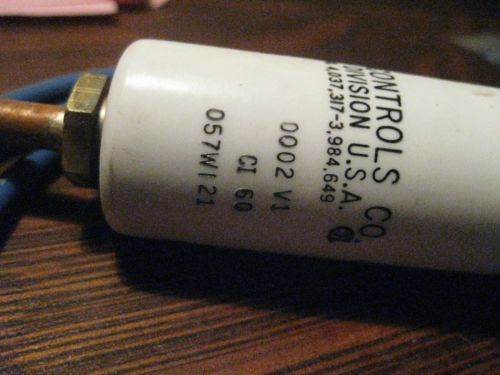 CONTROLS CO
DIVISION U.S.A.
4,037,317-3,984,649
0002 V1
CI 60
057W121